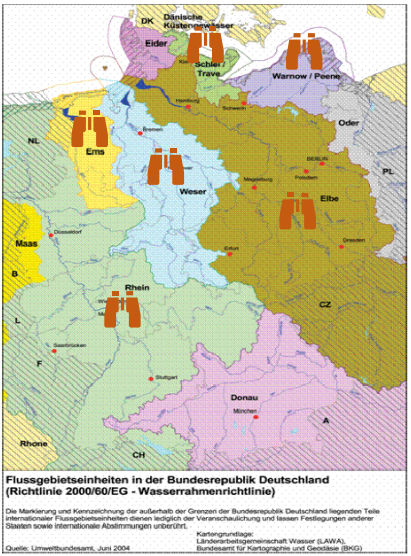 DK
Dänische
Küstengewässer
Eider
Schlei /
Trave
Warnow / Peene
Hamburg
Schwerin
Oder
NL
Bremen
Ems
BERLIN
Potsdam
PL
Weser
Magdeburg
Elbe
Maas
Düsseldorf
Dresden
Erfurt
B
Rhein
CZ
L
F
Saarbrücken
Stuttgart
Donau
München
A
Rhone
CH
Flussgebietseinheiten in der Bundesrepublik Deutschland
(Richtlinie 2000/60/EG - Wasserrahmenrichtlinie)
Die Markierung und Kennzeichnung der außerhalb der Grenzen der Bundesrepublik Deutschland liegenden Teile
internationaler Flussgebietseinheiten dienen lediglich der Veranschaulichung und lassen Festlegungen anderer
Staaten sowie internationale Abstimmungen unberührt.
Kartengrundlage:
Länderarbeitsgemeinschaft Wasser (LAWA),
Quelle: Umweltbundesamt, Juni 2004
Bundesamt für Kartographie und Geodäsie (BKG)